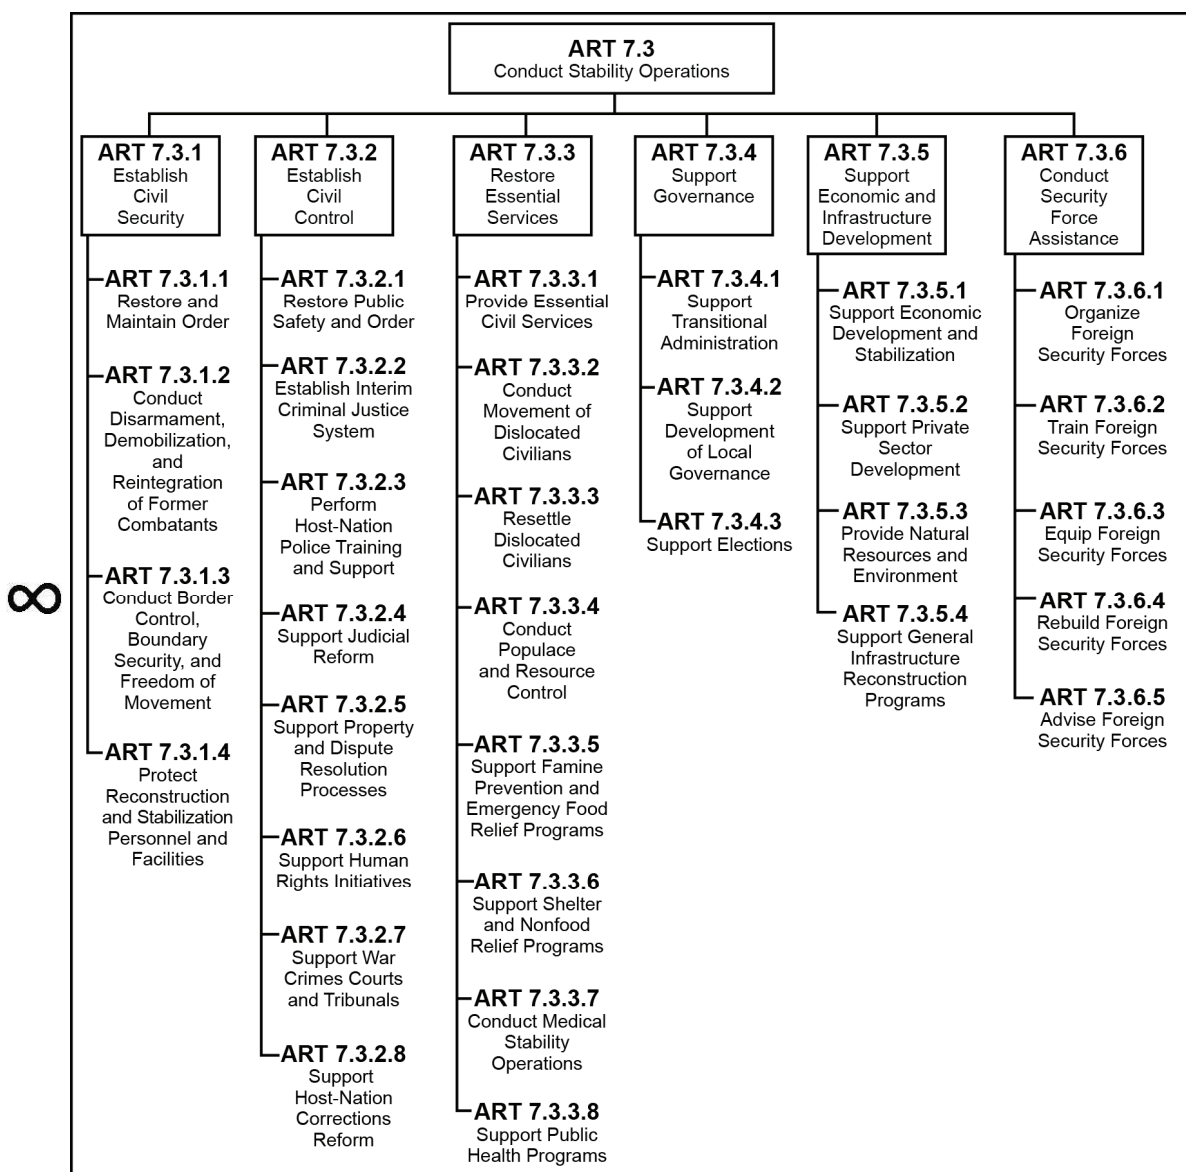 ART 7.3
Conduct Stability Operations
ART 7.3.1
Establish
Civil
Security
ART 7.3.1.1
Restore and
Maintain Order
ART 7.3.1.2
Conduct
Disarmament,
Demobilization,
and
Reintegration
of Former
Combatants
ART 7.3.1.3
Conduct Border
Control,
Boundary
Security, and
Freedom of
Movement
ART 7.3.1.4
Protect
Reconstruction
and Stabilization
Personnel and
Facilities
ART 7.3.2
Establish
Civil
Control
ART 7.3.2.1
Restore Public
Safety and Order
ART 7.3.2.2
Establish Interim
Criminal Justice
System
ART 7.3.2.3
Perform
Host-Nation
Police Training
and Support
ART 7.3.2.4
Support Judicial
Reform
ART 7.3.2.5
Support Property
and Dispute
Resolution
Processes
ART 7.3.2.6
Support Human
Rights Initiatives
ART 7.3.2.7
Support War
Crimes Courts
and Tribunals
ART 7.3.2.8
Support
Host-Nation
Corrections
Reform
ART 7.3.3
Restore
Essential
Services
ART 7.3.3.1
Provide Essential
Civil Services
ART 7.3.3.2
Conduct
Movement of
Dislocated
Civilians
ART 7.3.3.3
Resettle
Dislocated
Civilians
ART 7.3.3.4
Conduct
Populace
and Resource
Control
ART 7.3.3.5
Support Famine
Prevention and
Emergency Food
Relief Programs
ART 7.3.3.6
Support Shelter
and Nonfood
Relief Programs
ART 7.3.3.7
Conduct Medical
Stability
Operations
ART 7.3.3.8
Support Public
Health Programs
ART 7.3.4
Support
Governance
ART 7.3.4.1
Support
Transitional
Administration
ART 7.3.4.2
Support
Development
of Local
Governance
ART 7.3.4.3
Support Elections
ART 7.3.5
Support
Economic and
Infrastructure
Development
ART 7.3.5.1
Support Economic
Development and
Stabilization
ART 7.3.5.2
Support Private
Sector
Development
ART 7.3.5.3
Provide Natural
Resources and
Environment
ART 7.3.5.4
Support General
Infrastructure
Reconstruction
Programs
ART 7.3.6
Conduct
Security
Force
Assistance
ART 7.3.6.1
Organize
Foreign
Security Forces
ART 7.3.6.2
Train Foreign
Security Forces
ART 7.3.6.3
Equip Foreign
Security Forces
ART 7.3.6.4
Rebuild Foreign
Security Forces
ART 7.3.6.5
Advise Foreign
Security Forces
∞